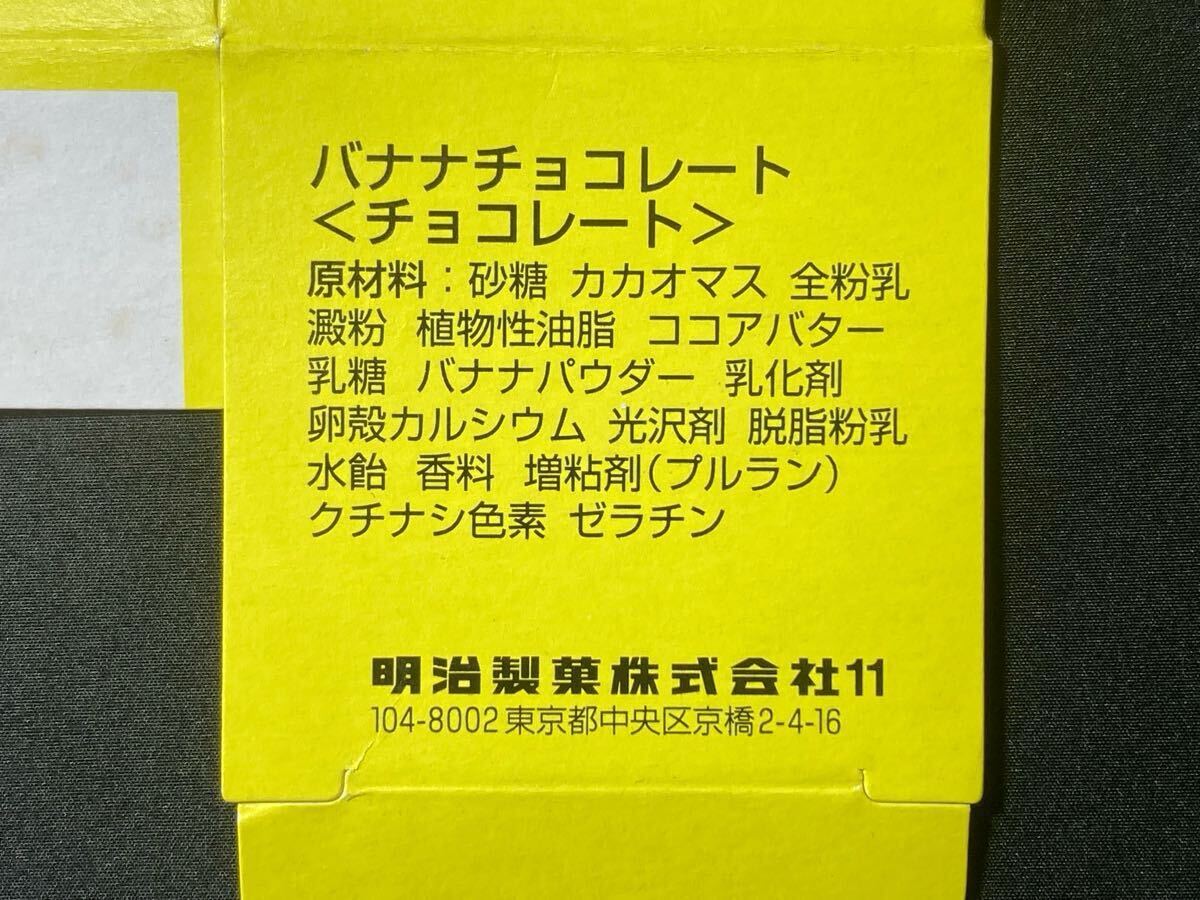 バナナチョコレート
<チョコレート>
原材料：砂糖 カカオマス 全粉乳
澱粉 植物性油脂 ココアバター
乳糖 バナナパウダー 乳化剤
卵殻カルシウム 光沢剤 脱脂粉乳
水飴 香料 増粘剤(プルラン)
クチナシ色素 ゼラチン
明治製菓株式会社11
104-8002東京都中央区京橋2-4-16